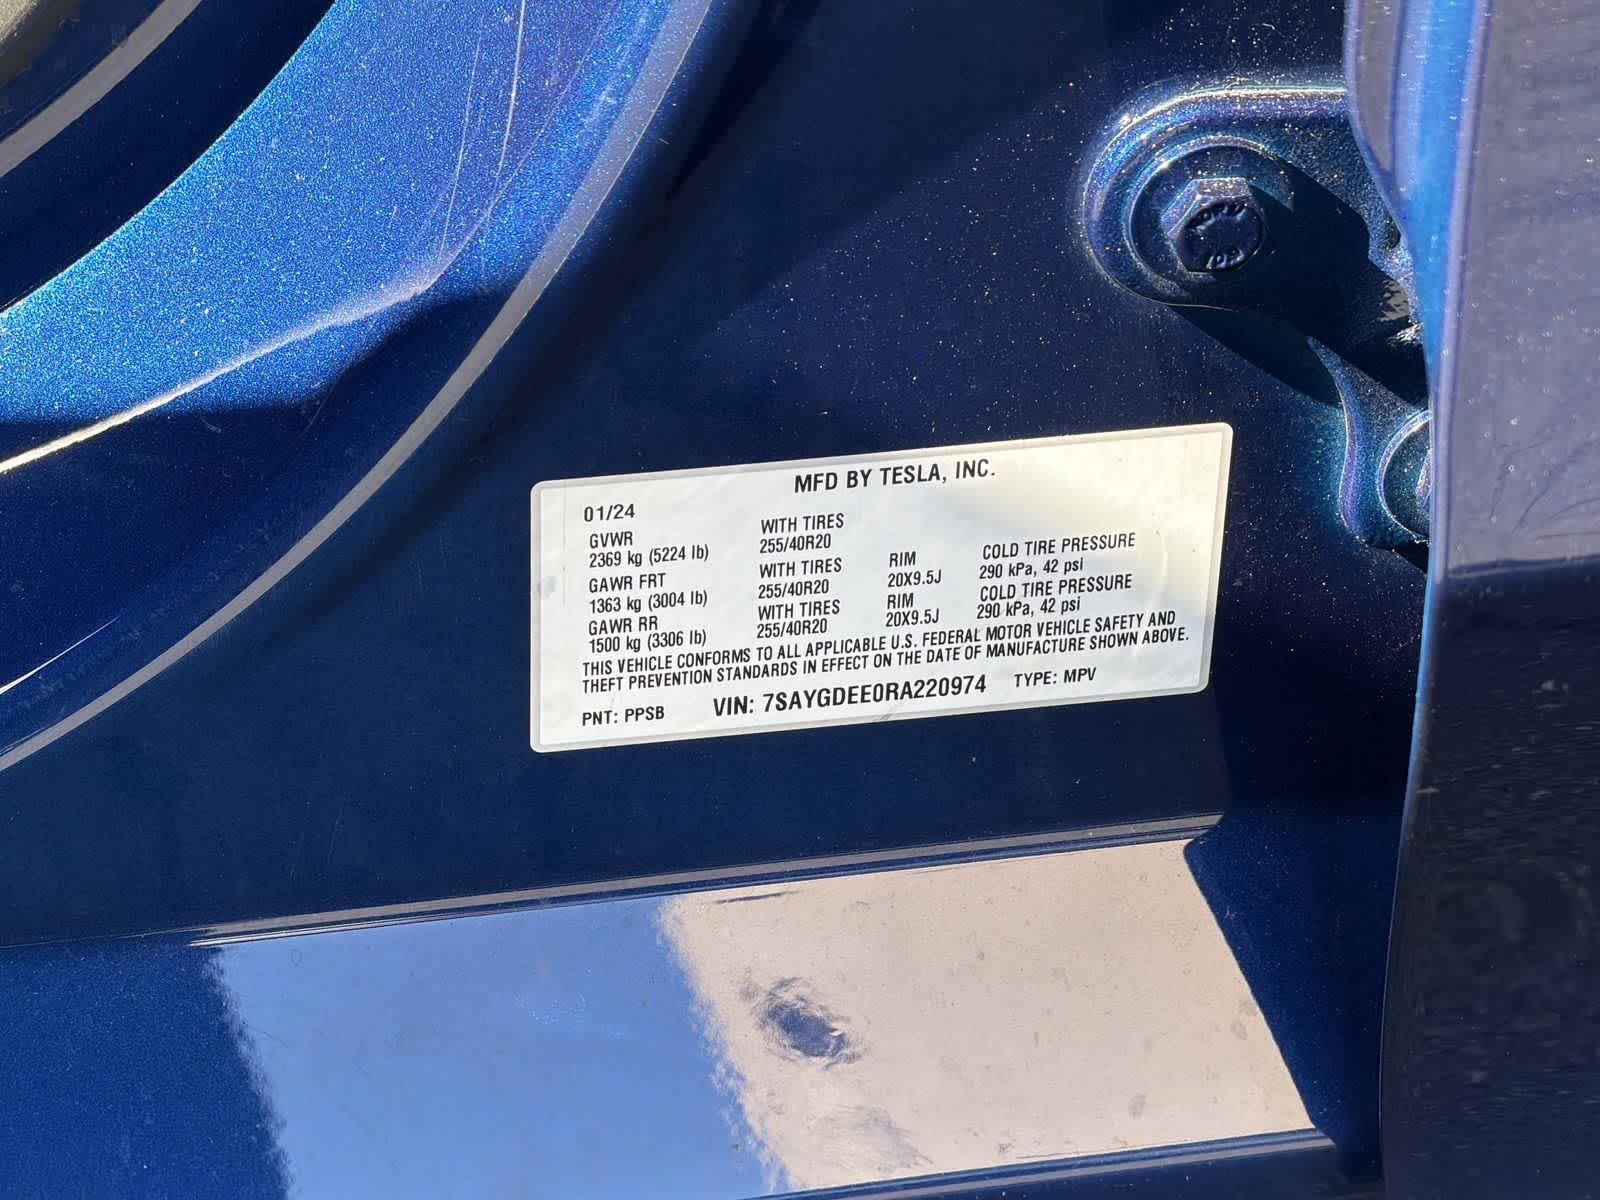 MFD BY TESLA, INC.
01/24
GVWR WITH TIRES
2369 kg (5224 lb) 255/40R20
GAWR FRT WITH TIRES RIM COLD TIRE PRESSURE
1363 kg (3004 lb) 255/40R20 20X9.5J 290 kPa, 42 psi
GAWR RR WITH TIRES RIM COLD TIRE PRESSURE
1500 kg (3306 lb) 255/40R20 20X9.5J 290 kPa, 42 psi
THIS VEHICLE CONFORMS TO ALL APPLICABLE U.S. FEDERAL MOTOR VEHICLE SAFETY AND
THEFT PREVENTION STANDARDS IN EFFECT ON THE DATE OF MANUFACTURE SHOWN ABOVE.
PNT: PPSB VIN: 7SAYGDEE0RA220974 TYPE: MPV